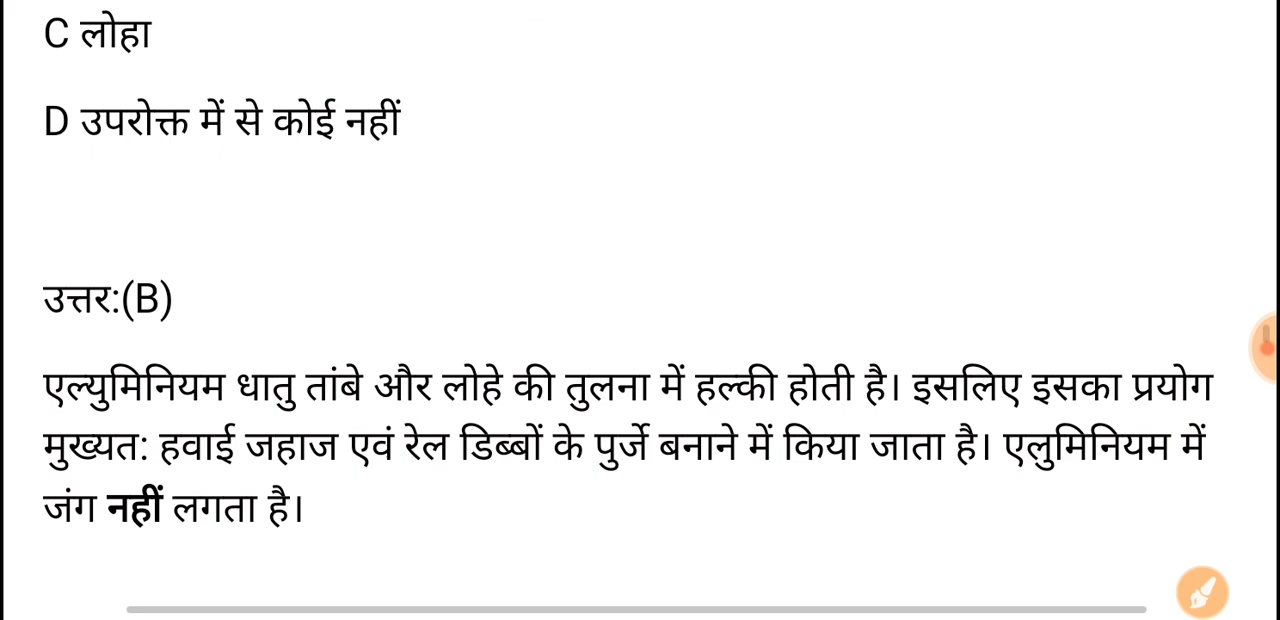 C लोहा
D उपरोक्त में से कोई नहीं
उत्तर:(B)
एल्युमिनियम धातु तांबे और लोहे की तुलना में हल्की होती है। इसलिए इसका प्रयोग
मुख्यत: हवाई जहाज एवं रेल डिब्बों के पुर्जे बनाने में किया जाता है। एलुमिनियम में
जंग नहीं लगता है।